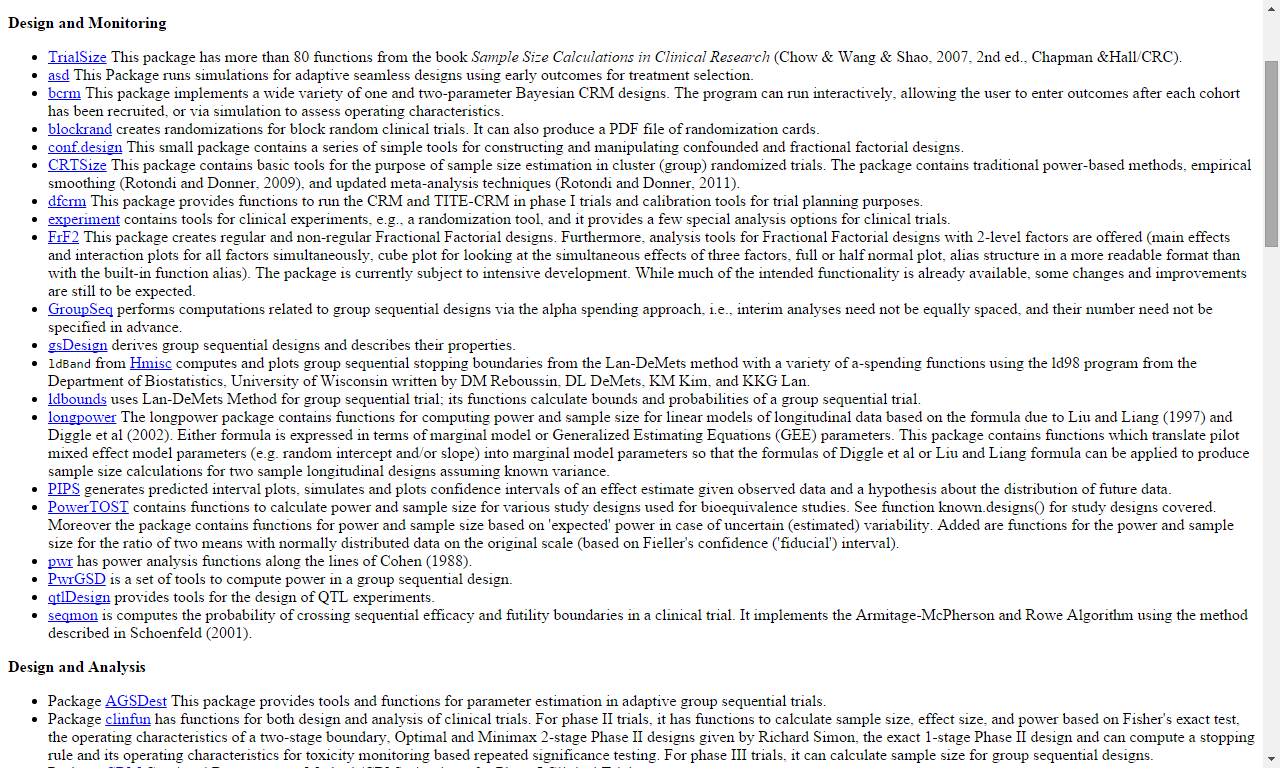 Design and Monitoring
TrialSize This package has more than 80 functions from the book Sample Size Calculations in Clinical Research (Chow & Wang & Shao, 2007, 2nd ed., Chapman &Hall/CRC).
asd This Package runs simulations for adaptive seamless designs using early outcomes for treatment selection.
bcrm This package implements a wide variety of one and two-parameter Bayesian CRM designs. The program can run interactively, allowing the user to enter outcomes after each cohort
has been recruited, or via simulation to assess operating characteristics.
blockrand creates randomizations for block random clinical trials. It can also produce a PDF file of randomization cards.
conf.design This small package contains a series of simple tools for constructing and manipulating confounded and fractional factorial designs.
CRTSize This package contains basic tools for the purpose of sample size estimation in cluster (group) randomized trials. The package contains traditional power-based methods, empirical
smoothing (Rotondi and Donner, 2009), and updated meta-analysis techniques (Rotondi and Donner, 2011).
dfcrm This package provides functions to run the CRM and TITE-CRM in phase I trials and calibration tools for trial planning purposes.
experiment contains tools for clinical experiments, e.g., a randomization tool, and it provides a few special analysis options for clinical trials.
FrF2 This package creates regular and non-regular Fractional Factorial designs. Furthermore, analysis tools for Fractional Factorial designs with 2-level factors are offered (main effects
and interaction plots for all factors simultaneously, cube plot for looking at the simultaneous effects of three factors, full or half normal plot, alias structure in a more readable format than
with the built-in function alias). The package is currently subject to intensive development. While much of the intended functionality is already available, some changes and improvements
are still to be expected.
GroupSeq performs computations related to group sequential designs via the alpha spending approach, i.e., interim analyses need not be equally spaced, and their number need not be
specified in advance.
gsDesign derives group sequential designs and describes their properties.
ldBand from Hmisc computes and plots group sequential stopping boundaries from the Lan-DeMets method with a variety of a-spending functions using the ld98 program from the
Department of Biostatistics, University of Wisconsin written by DM Reboussin, DL DeMets, KM Kim, and KKG Lan.
ldbounds uses Lan-DeMets Method for group sequential trial; its functions calculate bounds and probabilities of a group sequential trial.
longpower The longpower package contains functions for computing power and sample size for linear models of longitudinal data based on the formula due to Liu and Liang (1997) and
Diggle et al (2002). Either formula is expressed in terms of marginal model or Generalized Estimating Equations (GEE) parameters. This package contains functions which translate pilot
mixed effect model parameters (e.g. random intercept and/or slope) into marginal model parameters so that the formulas of Diggle et al or Liu and Liang formula can be applied to produce
sample size calculations for two sample longitudinal designs assuming known variance.
PIPS generates predicted interval plots, simulates and plots confidence intervals of an effect estimate given observed data and a hypothesis about the distribution of future data.
PowerTOST contains functions to calculate power and sample size for various study designs used for bioequivalence studies. See function known.designs() for study designs covered.
Moreover the package contains functions for power and sample size based on 'expected' power in case of uncertain (estimated) variability. Added are functions for the power and sample
size for the ratio of two means with normally distributed data on the original scale (based on Fieller's confidence ('fiducial') interval).
pwr has power analysis functions along the lines of Cohen (1988).
PwrGSD is a set of tools to compute power in a group sequential design.
qtlDesign provides tools for the design of QTL experiments.
seqmon is computes the probability of crossing sequential efficacy and futility boundaries in a clinical trial. It implements the Armitage-McPherson and Rowe Algorithm using the method
described in Schoenfeld (2001).
Design and Analysis
Package AGSDest This package provides tools and functions for parameter estimation in adaptive group sequential trials.
Package clinfun has functions for both design and analysis of clinical trials. For phase II trials, it has functions to calculate sample size, effect size, and power based on Fisher's exact test,
the operating characteristics of a two-stage boundary, Optimal and Minimax 2-stage Phase II designs given by Richard Simon, the exact 1-stage Phase II design and can compute a stopping
rule and its operating characteristics for toxicity monitoring based repeated significance testing. For phase III trials, it can calculate sample size for group sequential designs.